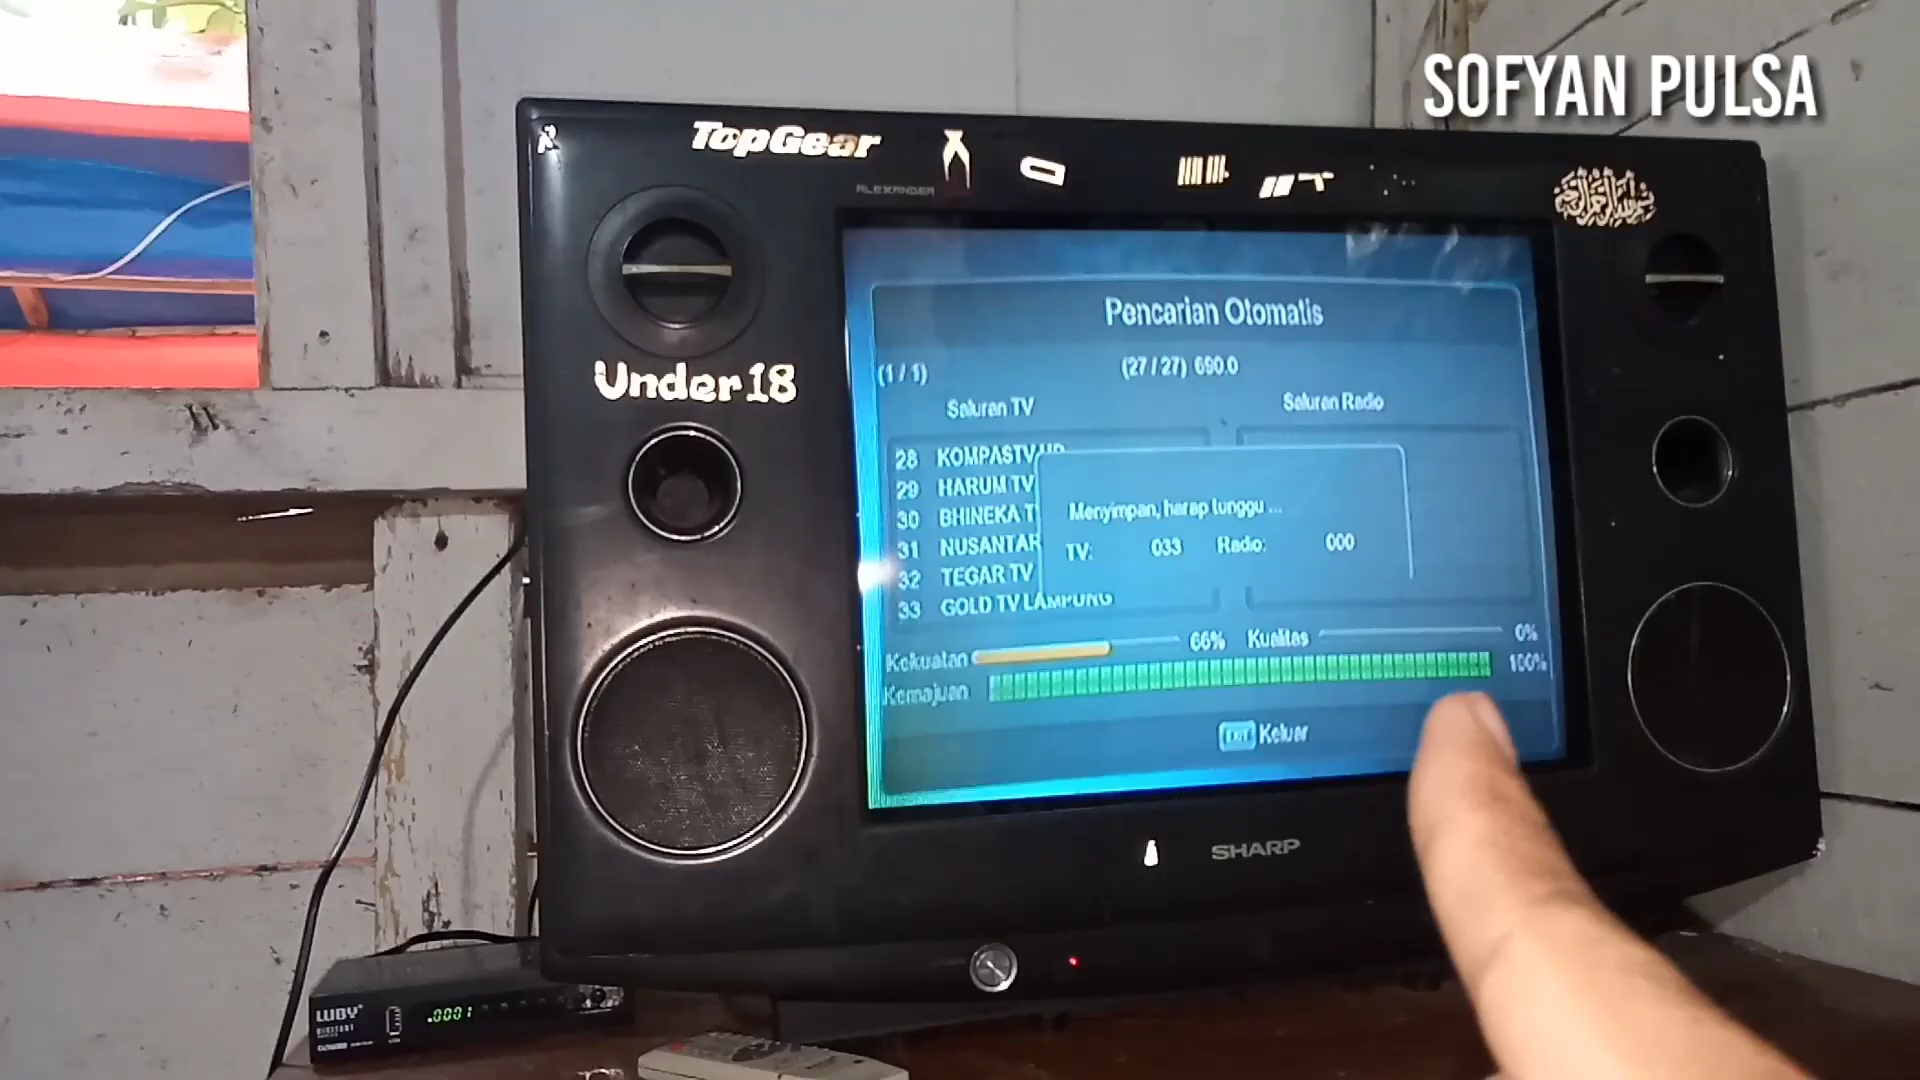 SOFYAN PULSA
TopGear
ALEXANDER
Under18
Pencarian Otomatis
(1 / 1)
(27 / 27) 690.0
Saluran TV
Saluran Radio
28 KOMPASTV HD
29 HARUM TV
30 BHINEKA T
31 NUSANTAR
32 TEGAR TV
33 GOLD TV LAMPUNG
Menyimpan, harap tunggu ...
TV: 033 Radio: 000
Kekuatan 66% Kualitas 0%
Kemajuan 100%
EXIT Keluar
SHARP
LUBY
.0001